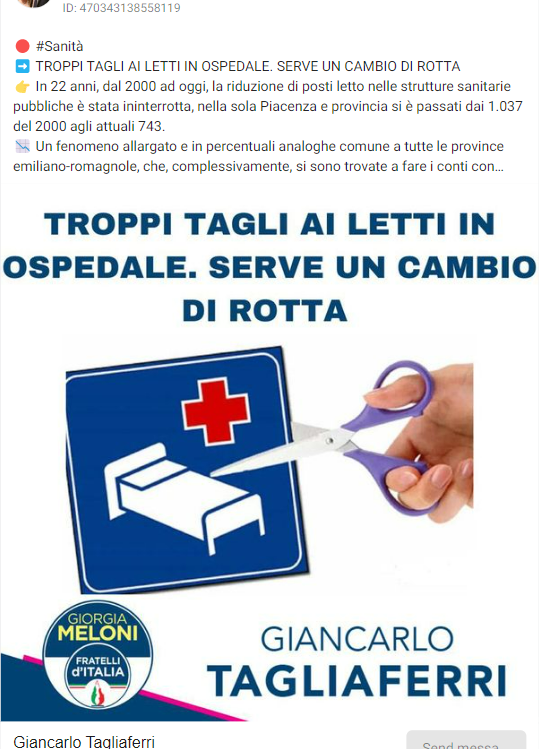 ID: 470343138558119
🔴 #Sanità
➡️ TROPPI TAGLI AI LETTI IN OSPEDALE. SERVE UN CAMBIO DI ROTTA
👉 In 22 anni, dal 2000 ad oggi, la riduzione di posti letto nelle strutture sanitarie
pubbliche è stata ininterrotta, nella sola Piacenza e provincia si è passati dai 1.037
del 2000 agli attuali 743.
📉 Un fenomeno allargato e in percentuali analoghe comune a tutte le province
emiliano-romagnole, che, complessivamente, si sono trovate a fare i conti con…
TROPPI TAGLI AI LETTI IN
OSPEDALE. SERVE UN CAMBIO
DI ROTTA
GIORGIA
MELONI
FRATELLI
d'ITALIA
GIANCARLO
TAGLIAFERRI
Giancarlo Tagliaferri
Send messa…